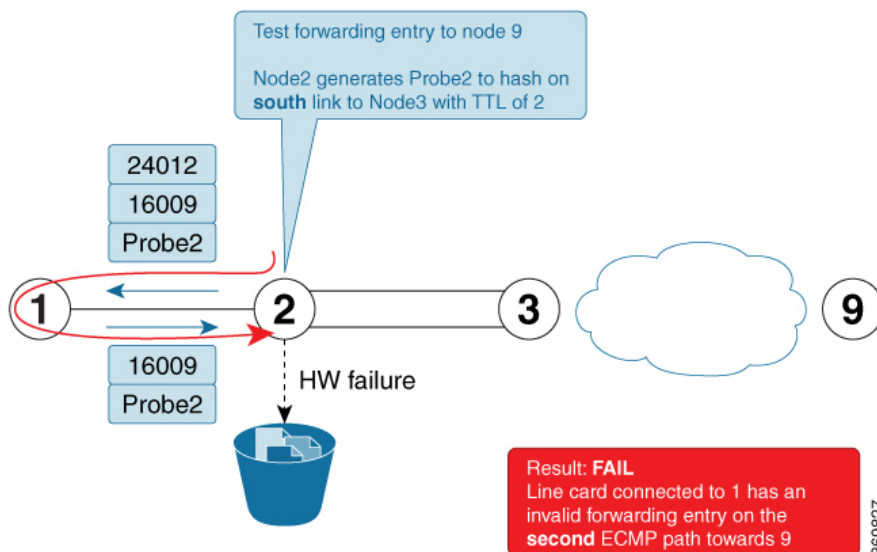 Test forwarding entry to node 9
Node2 generates Probe2 to hash on
south link to Node3 with TTL of 2
24012
16009
Probe2
1
2
3
9
16009
Probe2
HW failure
Result: FAIL
Line card connected to 1 has an
invalid forwarding entry on the
second ECMP path towards 9